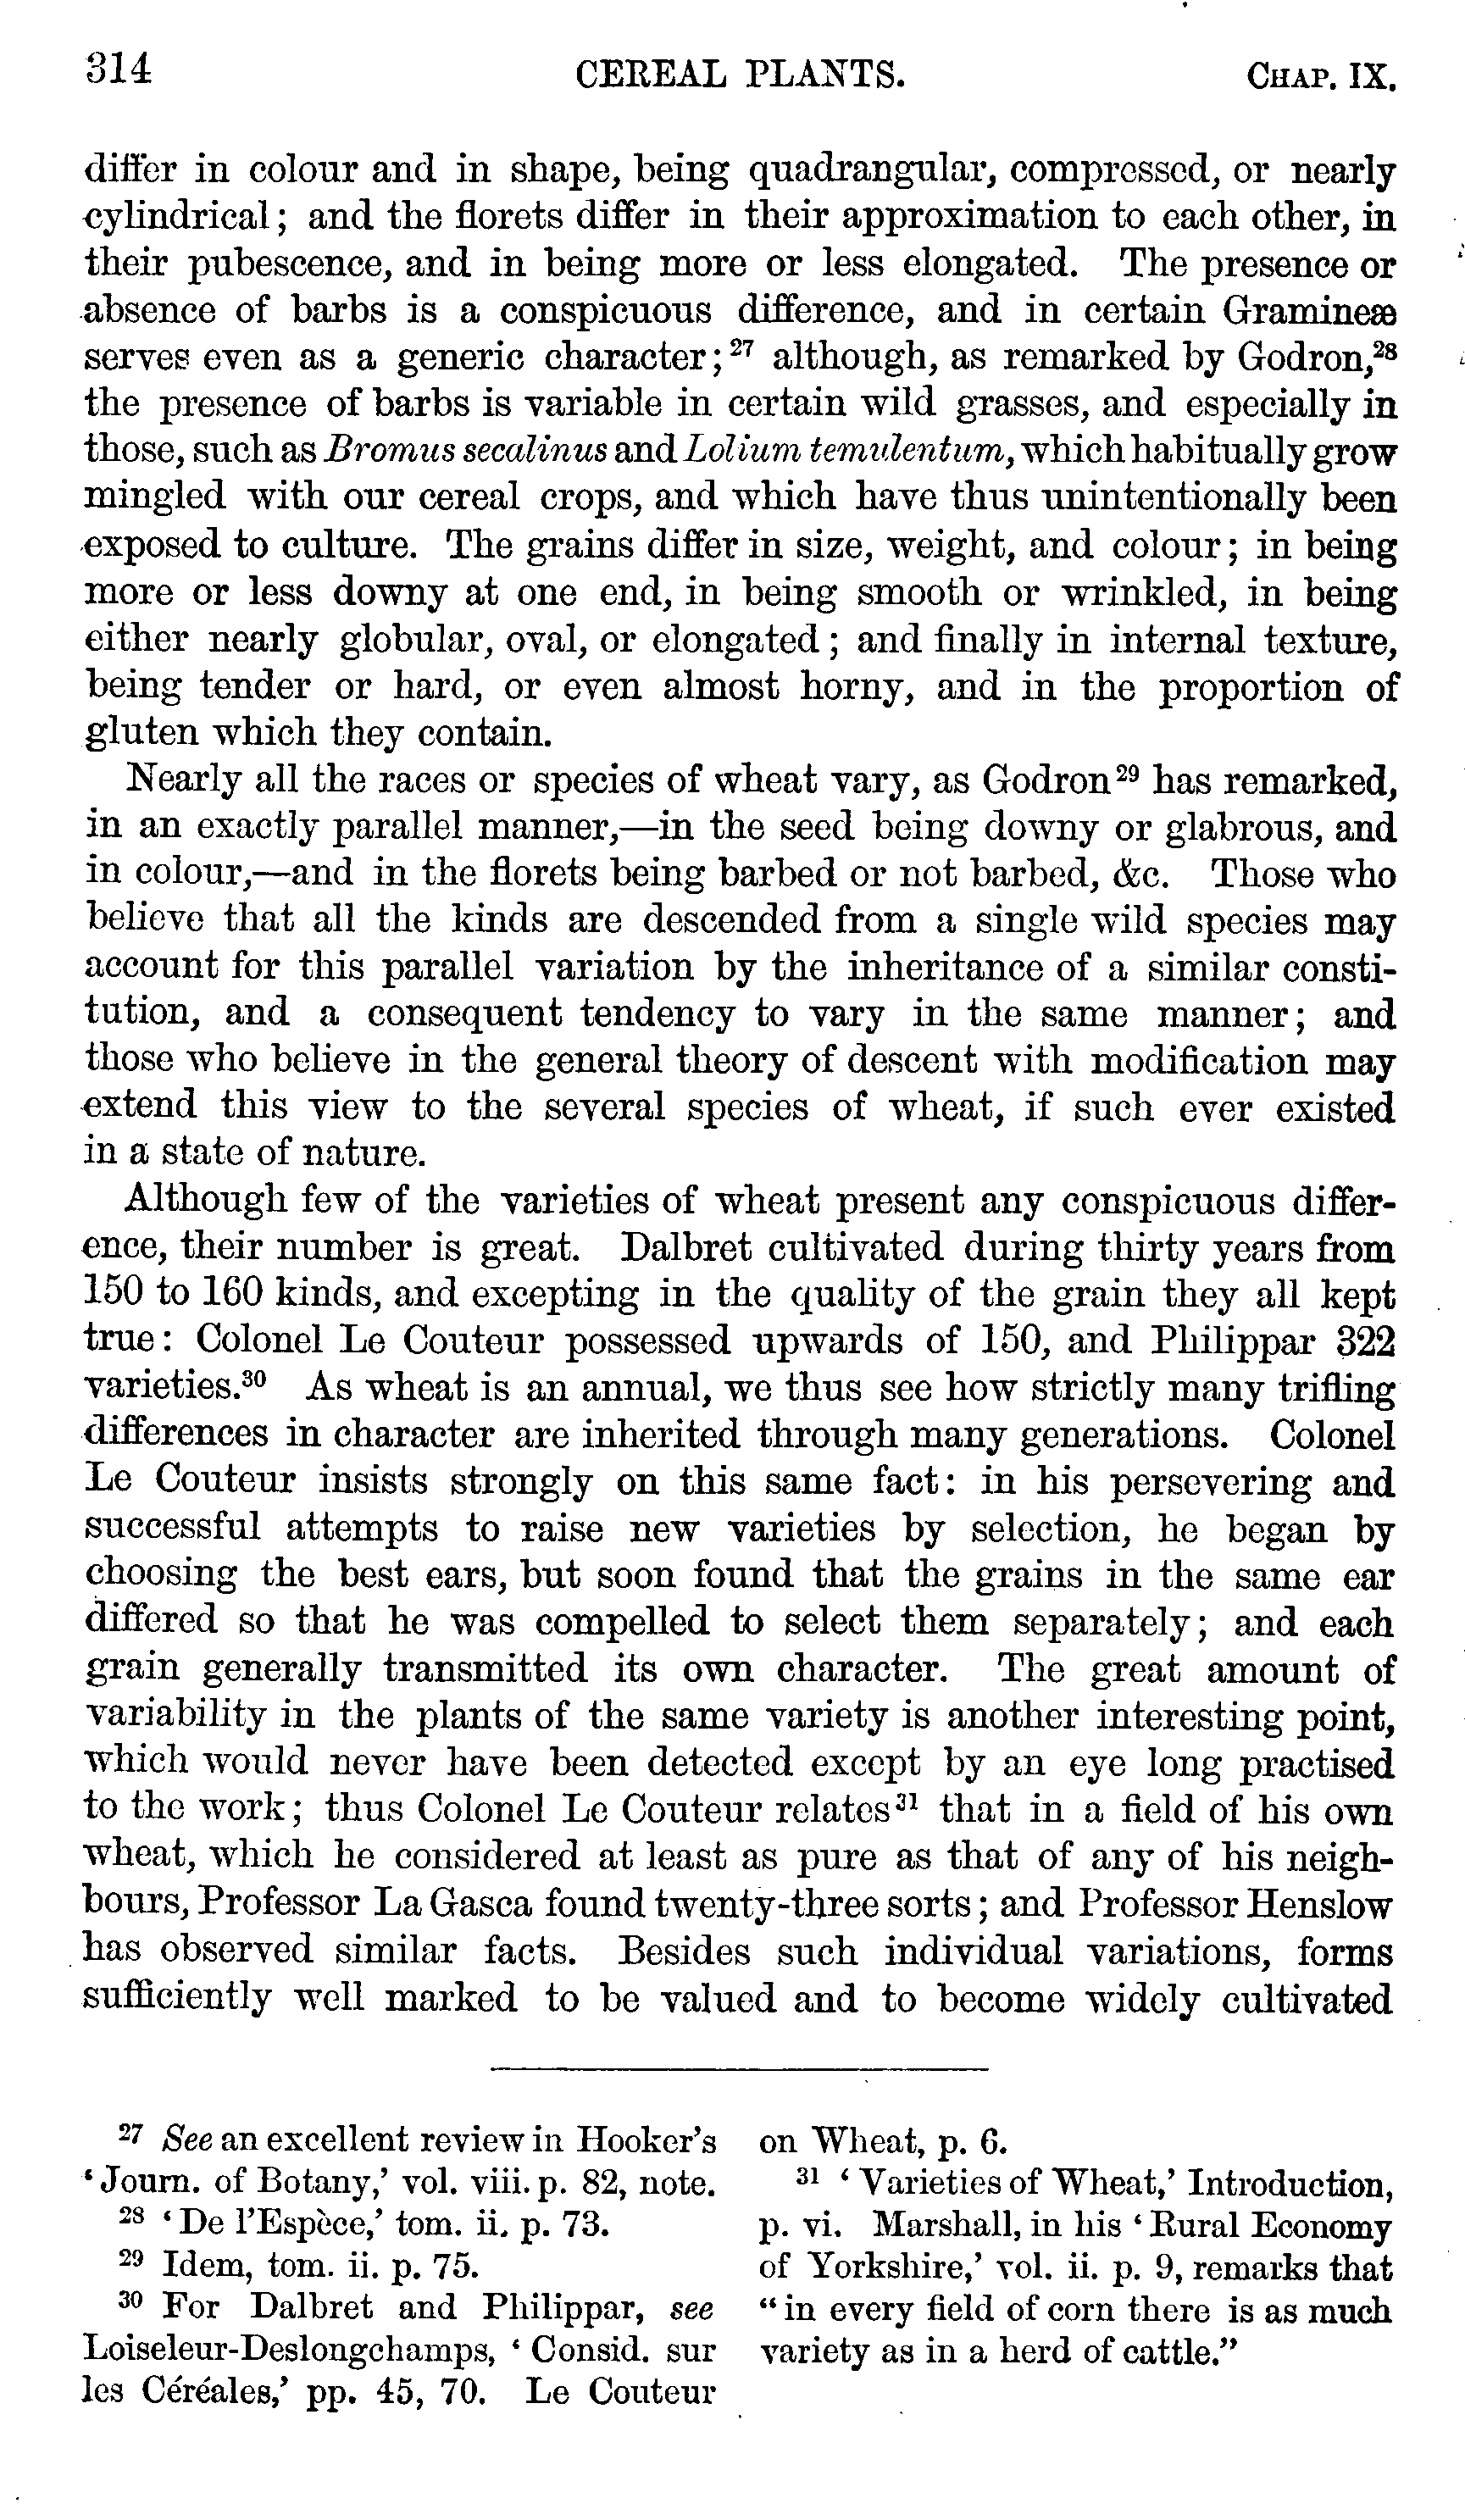 314 CEREAL PLANTS. CHAP. IX.
differ in colour and in shape, being quadrangular, compressed, or nearly
cylindrical; and the florets differ in their approximation to each other, in
their pubescence, and in being more or less elongated. The presence or
absence of barbs is a conspicuous difference, and in certain Gramineæ
serves even as a generic character;²⁷ although, as remarked by Godron,²⁸
the presence of barbs is variable in certain wild grasses, and especially in
those, such as Bromus secalinus and Lolium temulentum, which habitually grow
mingled with our cereal crops, and which have thus unintentionally been
exposed to culture. The grains differ in size, weight, and colour; in being
more or less downy at one end, in being smooth or wrinkled, in being
either nearly globular, oval, or elongated; and finally in internal texture,
being tender or hard, or even almost horny, and in the proportion of
gluten which they contain.
Nearly all the races or species of wheat vary, as Godron²⁹ has remarked,
in an exactly parallel manner,—in the seed being downy or glabrous, and
in colour,—and in the florets being barbed or not barbed, &c. Those who
believe that all the kinds are descended from a single wild species may
account for this parallel variation by the inheritance of a similar consti-
tution, and a consequent tendency to vary in the same manner; and
those who believe in the general theory of descent with modification may
extend this view to the several species of wheat, if such ever existed
in a state of nature.
Although few of the varieties of wheat present any conspicuous differ-
ence, their number is great. Dalbret cultivated during thirty years from
150 to 160 kinds, and excepting in the quality of the grain they all kept
true: Colonel Le Couteur possessed upwards of 150, and Philippar 322
varieties.³⁰ As wheat is an annual, we thus see how strictly many trifling
differences in character are inherited through many generations. Colonel
Le Couteur insists strongly on this same fact: in his persevering and
successful attempts to raise new varieties by selection, he began by
choosing the best ears, but soon found that the grains in the same ear
differed so that he was compelled to select them separately; and each
grain generally transmitted its own character. The great amount of
variability in the plants of the same variety is another interesting point,
which would never have been detected except by an eye long practised
to the work; thus Colonel Le Couteur relates³¹ that in a field of his own
wheat, which he considered at least as pure as that of any of his neigh-
bours, Professor La Gasca found twenty-three sorts; and Professor Henslow
has observed similar facts. Besides such individual variations, forms
sufficiently well marked to be valued and to become widely cultivated
²⁷ See an excellent review in Hooker's
‘Journ. of Botany,’ vol. viii. p. 82, note.
²⁸ ‘De l'Espèce,’ tom. ii. p. 73.
²⁹ Idem, tom. ii. p. 75.
³⁰ For Dalbret and Philippar, see
Loiseleur-Deslongchamps, ‘Consid. sur
les Céréales,’ pp. 45, 70. Le Couteur
on Wheat, p. 6.
³¹ ‘Varieties of Wheat,’ Introduction,
p. vi. Marshall, in his ‘Rural Economy
of Yorkshire,’ vol. ii. p. 9, remarks that
“in every field of corn there is as much
variety as in a herd of cattle.”